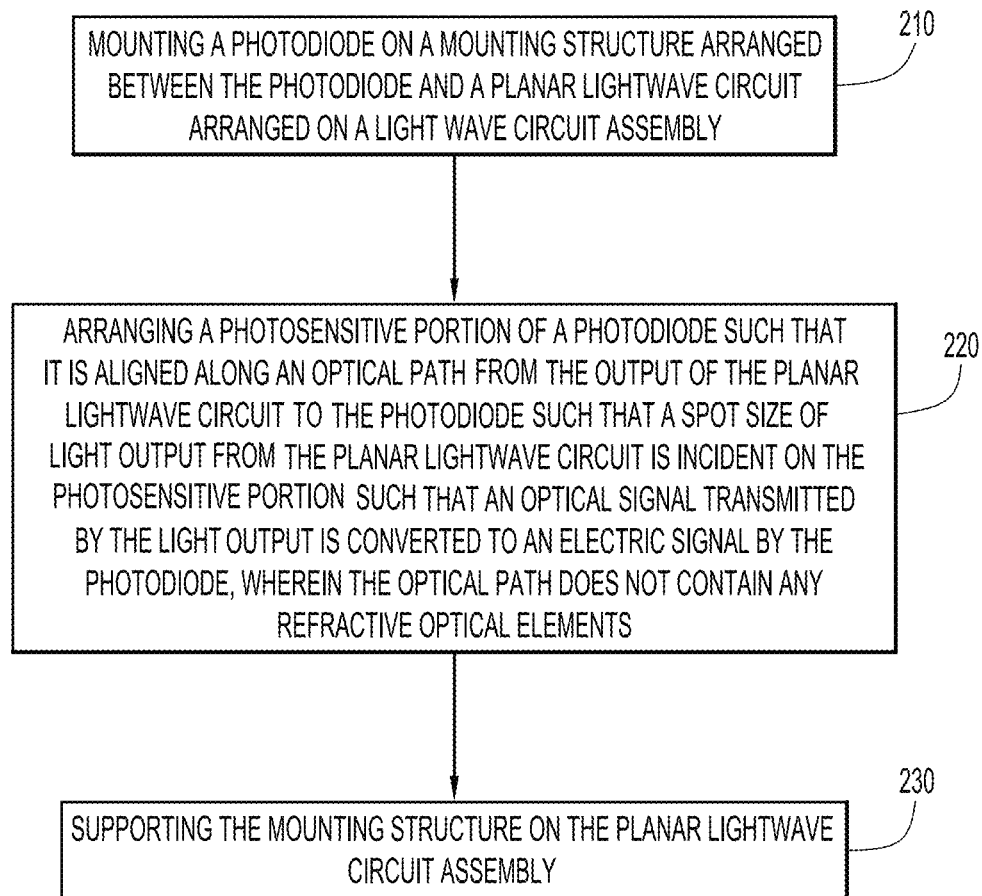 210
MOUNTING A PHOTODIODE ON A MOUNTING STRUCTURE ARRANGED
BETWEEN THE PHOTODIODE AND A PLANAR LIGHTWAVE CIRCUIT
ARRANGED ON A LIGHT WAVE CIRCUIT ASSEMBLY
220
ARRANGING A PHOTOSENSITIVE PORTION OF A PHOTODIODE SUCH THAT
IT IS ALIGNED ALONG AN OPTICAL PATH FROM THE OUTPUT OF THE PLANAR
LIGHTWAVE CIRCUIT TO THE PHOTODIODE SUCH THAT A SPOT SIZE OF
LIGHT OUTPUT FROM THE PLANAR LIGHTWAVE CIRCUIT IS INCIDENT ON THE
PHOTOSENSITIVE PORTION SUCH THAT AN OPTICAL SIGNAL TRANSMITTED
BY THE LIGHT OUTPUT IS CONVERTED TO AN ELECTRIC SIGNAL BY THE
PHOTODIODE, WHEREIN THE OPTICAL PATH DOES NOT CONTAIN ANY
REFRACTIVE OPTICAL ELEMENTS
230
SUPPORTING THE MOUNTING STRUCTURE ON THE PLANAR LIGHTWAVE
CIRCUIT ASSEMBLY